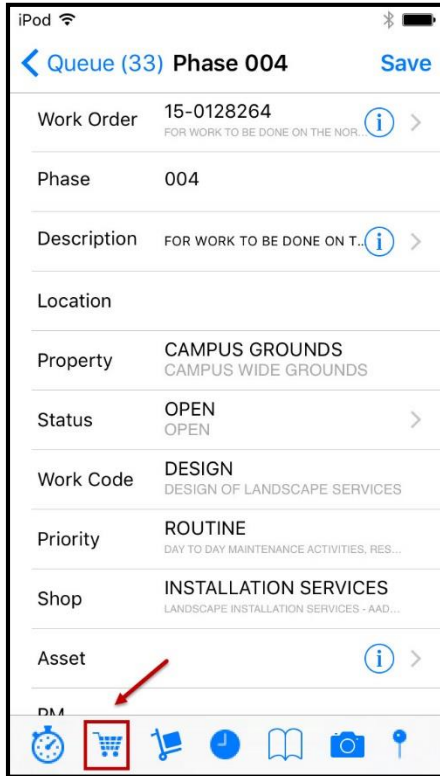 iPod
Queue (33) Phase 004 Save
Work Order 15-0128264
FOR WORK TO BE DONE ON THE NOR...
Phase 004
Description FOR WORK TO BE DONE ON T...
Location
Property CAMPUS GROUNDS
CAMPUS WIDE GROUNDS
Status OPEN
OPEN
Work Code DESIGN
DESIGN OF LANDSCAPE SERVICES
Priority ROUTINE
DAY TO DAY MAINTENANCE ACTIVITIES, RES...
Shop INSTALLATION SERVICES
LANDSCAPE INSTALLATION SERVICES - AAD...
Asset
PM